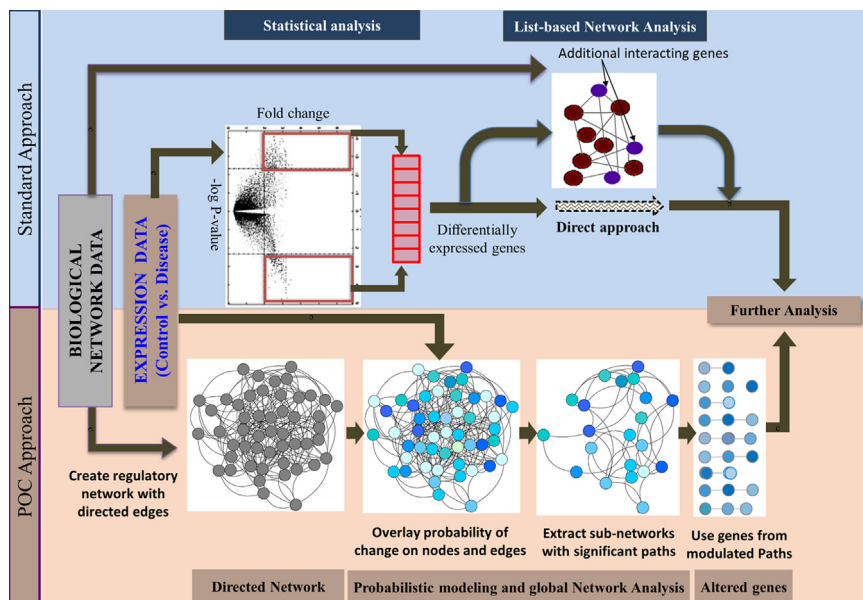 Statistical analysis
List-based Network Analysis
Additional interacting genes
Standard Approach
Fold change
-log P-value
Differentially
expressed genes
Direct approach
BIOLOGICAL
NETWORK DATA
EXPRESSION DATA
(Control vs. Disease)
Further Analysis
POC Approach
Create regulatory
network with
directed edges
Overlay probability of
change on nodes and edges
Extract sub-networks
with significant paths
Use genes from
modulated Paths
Directed Network
Probabilistic modeling and global Network Analysis
Altered genes